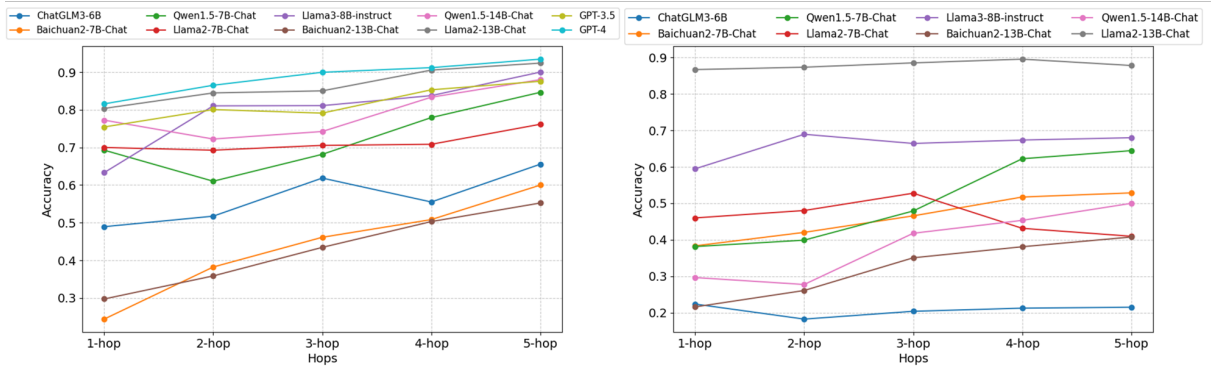 ChatGLM3-6B Qwen1.5-7B-Chat Llama3-8B-instruct Qwen1.5-14B-Chat GPT-3.5
Baichuan2-7B-Chat Llama2-7B-Chat Baichuan2-13B-Chat Llama2-13B-Chat GPT-4
0.9
0.8
0.7
0.6
0.5
0.4
0.3
Accuracy
1-hop 2-hop 3-hop 4-hop 5-hop
Hops
ChatGLM3-6B Qwen1.5-7B-Chat Llama3-8B-instruct Qwen1.5-14B-Chat
Baichuan2-7B-Chat Llama2-7B-Chat Baichuan2-13B-Chat Llama2-13B-Chat
0.9
0.8
0.7
0.6
0.5
0.4
0.3
0.2
Accuracy
1-hop 2-hop 3-hop 4-hop 5-hop
Hops